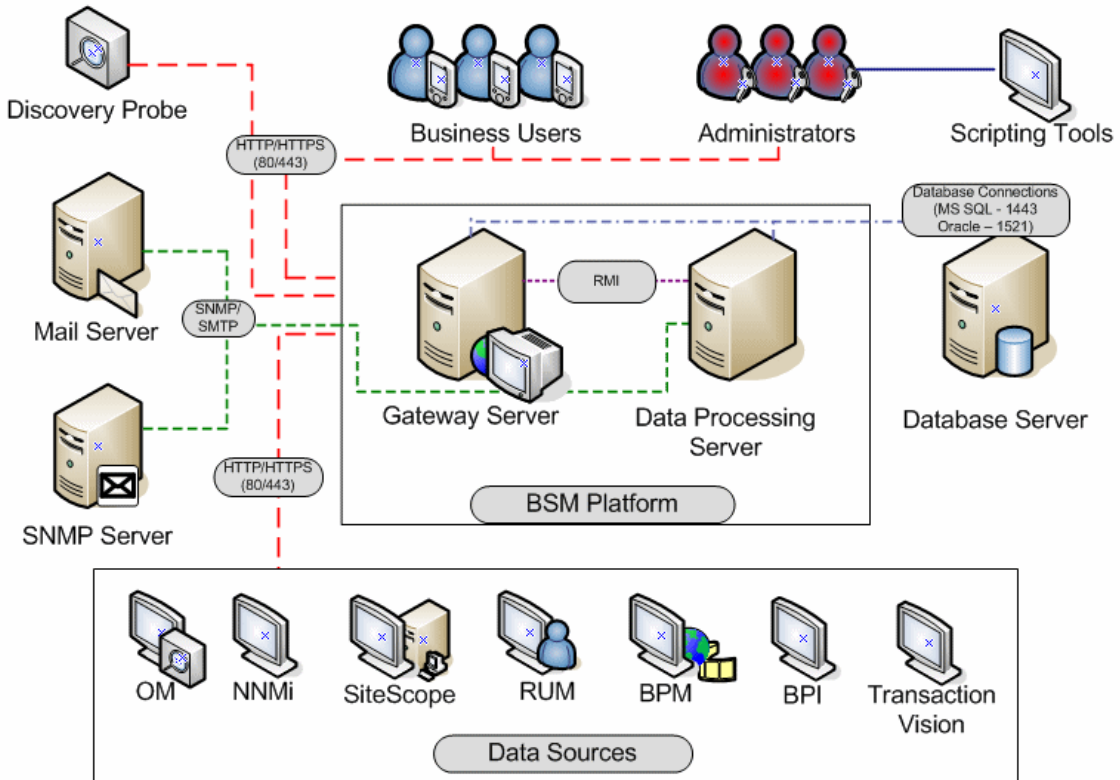 Discovery Probe
Business Users
Administrators
Scripting Tools
HTTP/HTTPS
(80/443)
Database Connections
(MS SQL - 1443
Oracle – 1521)
Mail Server
SNMP/
SMTP
RMI
Gateway Server
Data Processing
Server
Database Server
HTTP/HTTPS
(80/443)
SNMP Server
BSM Platform
OM
NNMi
SiteScope
RUM
BPM
BPI
Transaction
Vision
Data Sources